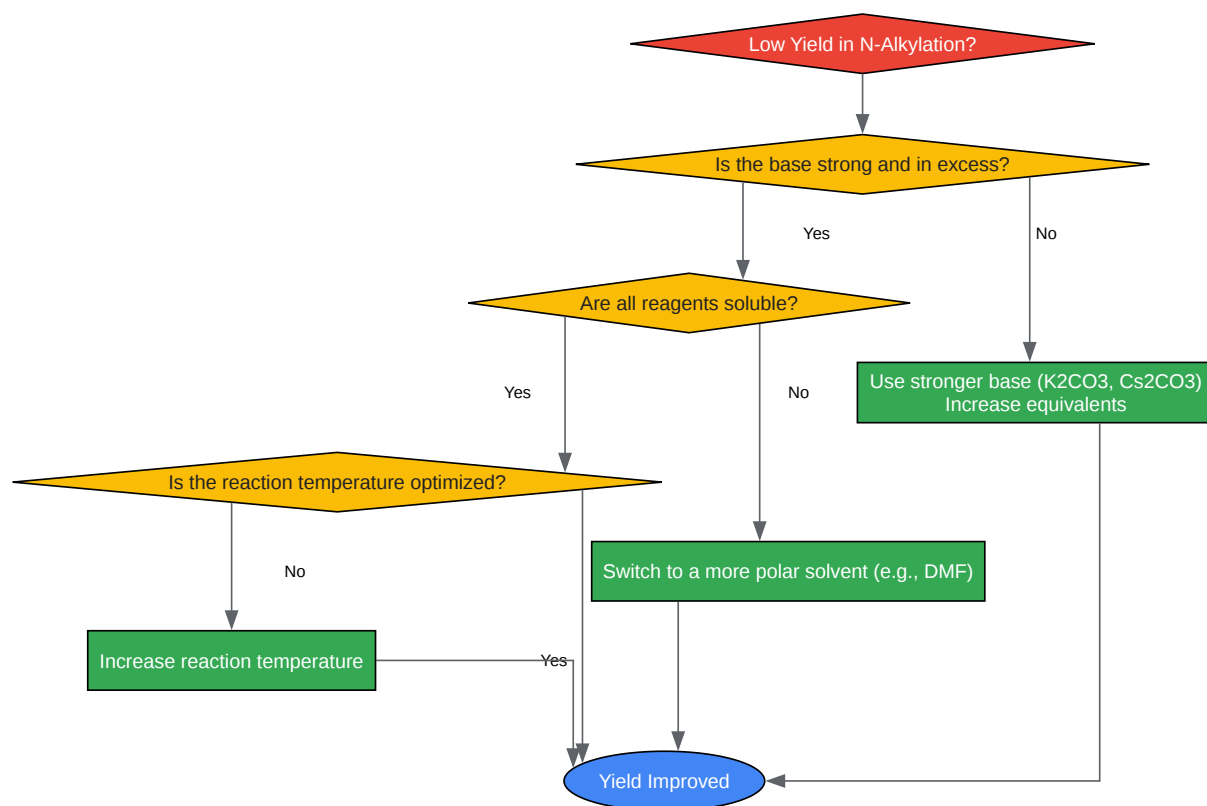 Low Yield in N-Alkylation?
Is the base strong and in excess?
Yes
No
Are all reagents soluble?
Use stronger base (K2CO3, Cs2CO3)
Increase equivalents
Yes
No
Is the reaction temperature optimized?
No
Switch to a more polar solvent (e.g., DMF)
Increase reaction temperature
Yes
Yield Improved